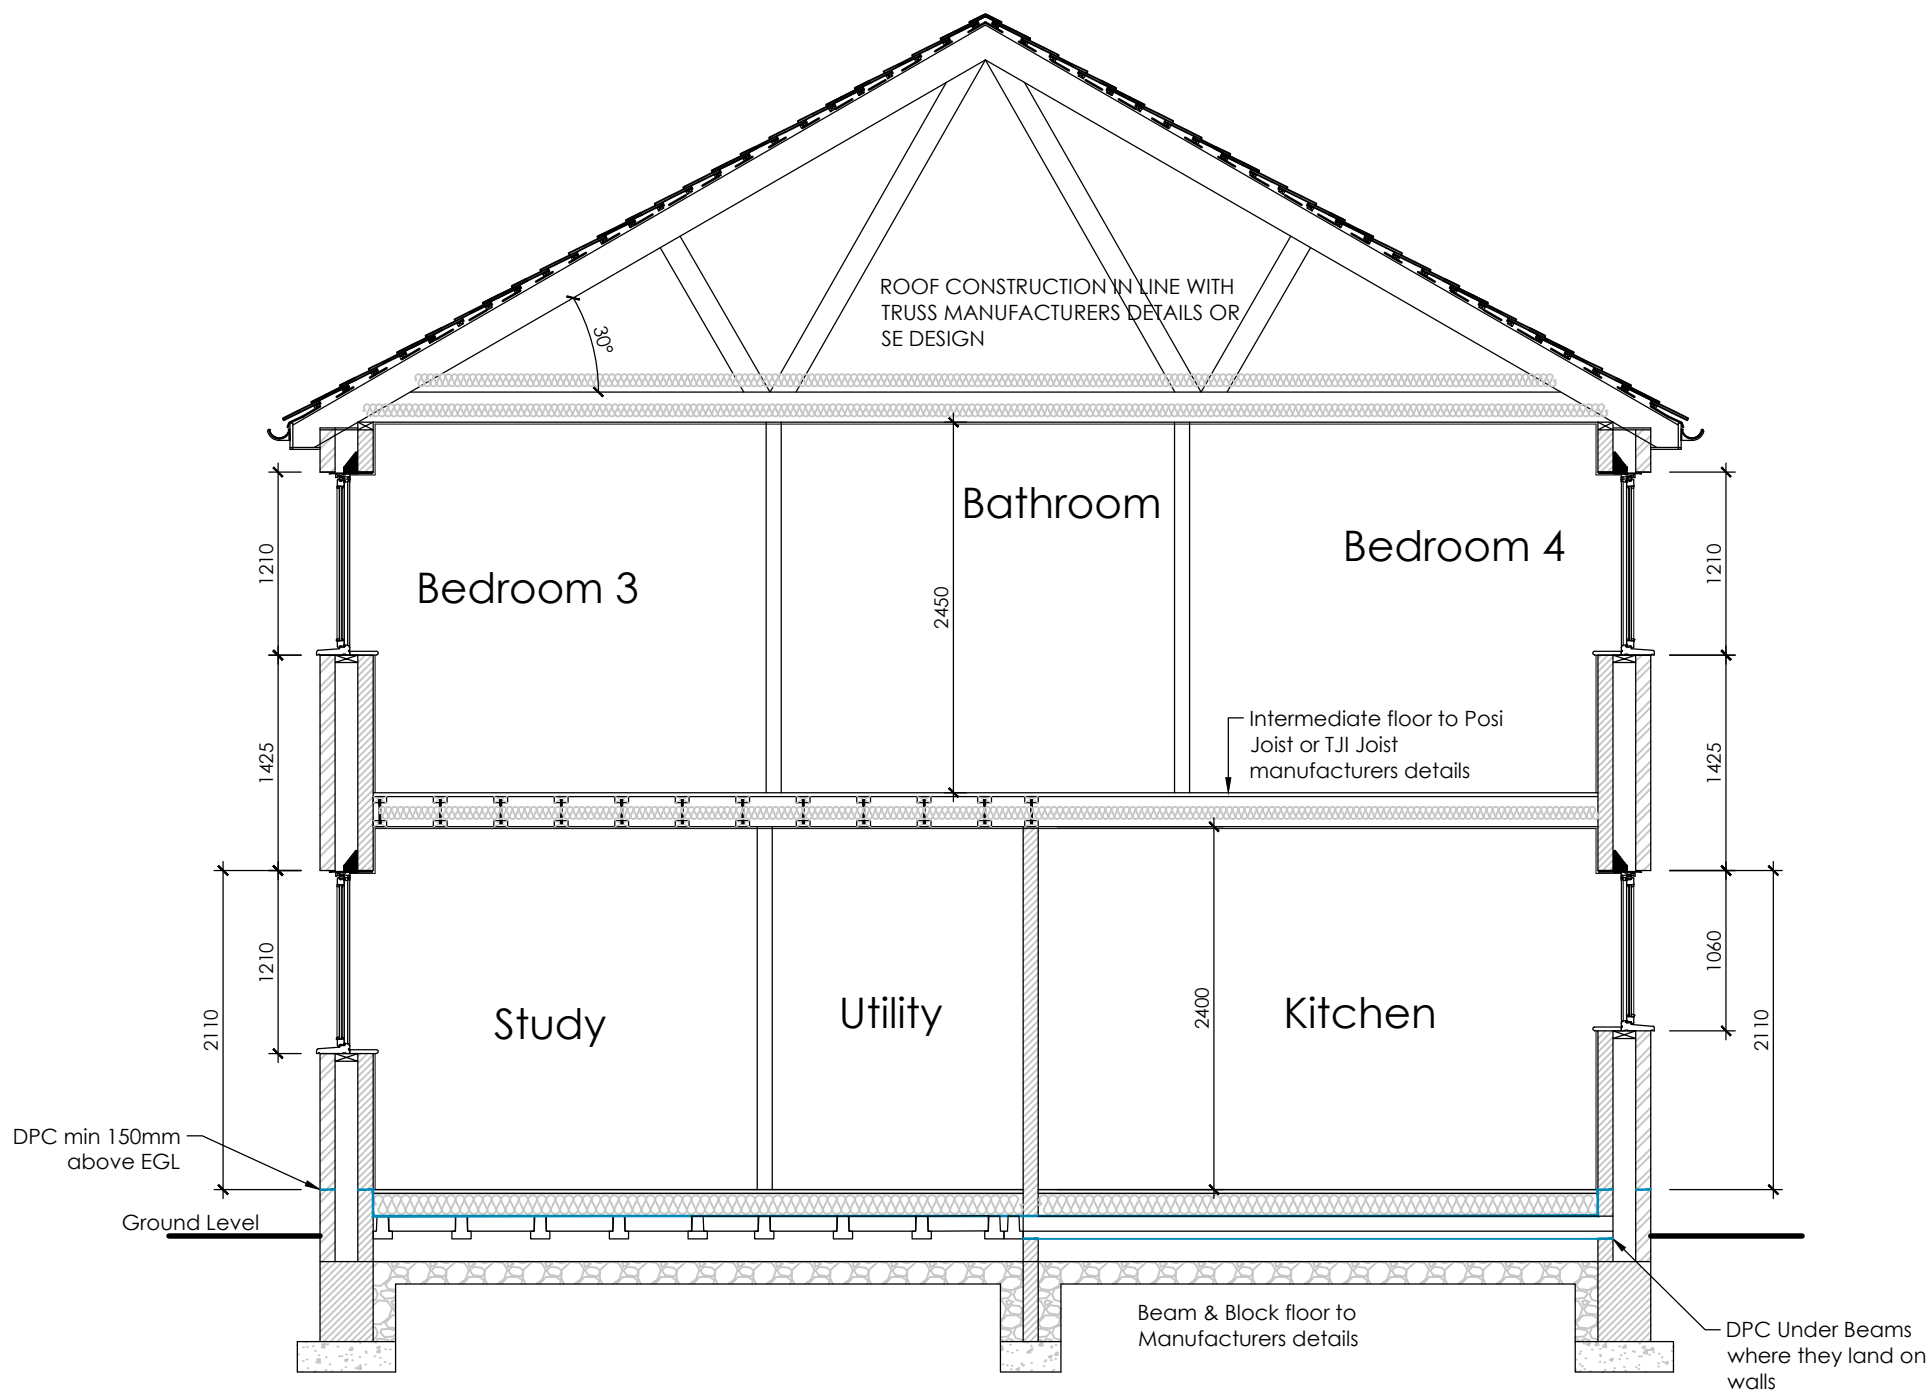 ROOF CONSTRUCTION IN LINE WITH
TRUSS MANUFACTURERS DETAILS OR
SE DESIGN
30°
Bathroom
Bedroom 4
Bedroom 3
1210
1210
2450
Intermediate floor to Posi
Joist or TJI Joist
manufacturers details
1425
1425
1210
1060
2110
2400
2110
Study
Utility
Kitchen
DPC min 150mm
above EGL
Ground Level
Beam & Block floor to
Manufacturers details
DPC Under Beams
where they land on
walls